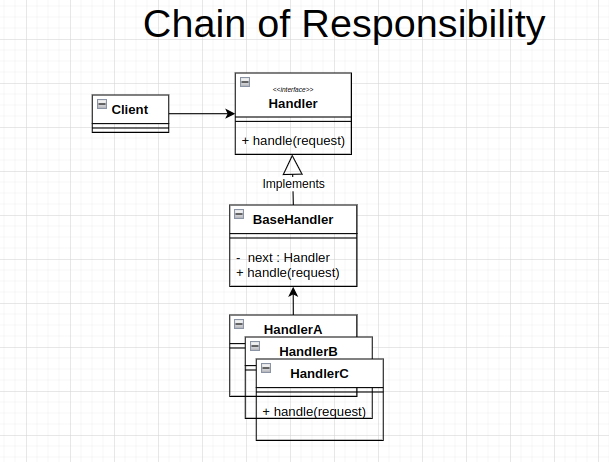 Chain of Responsibility
<<interface>>
Handler
Client
+ handle(request)
Implements
BaseHandler
- next : Handler
+ handle(request)
HandlerA
HandlerB
HandlerC
+ handle(request)